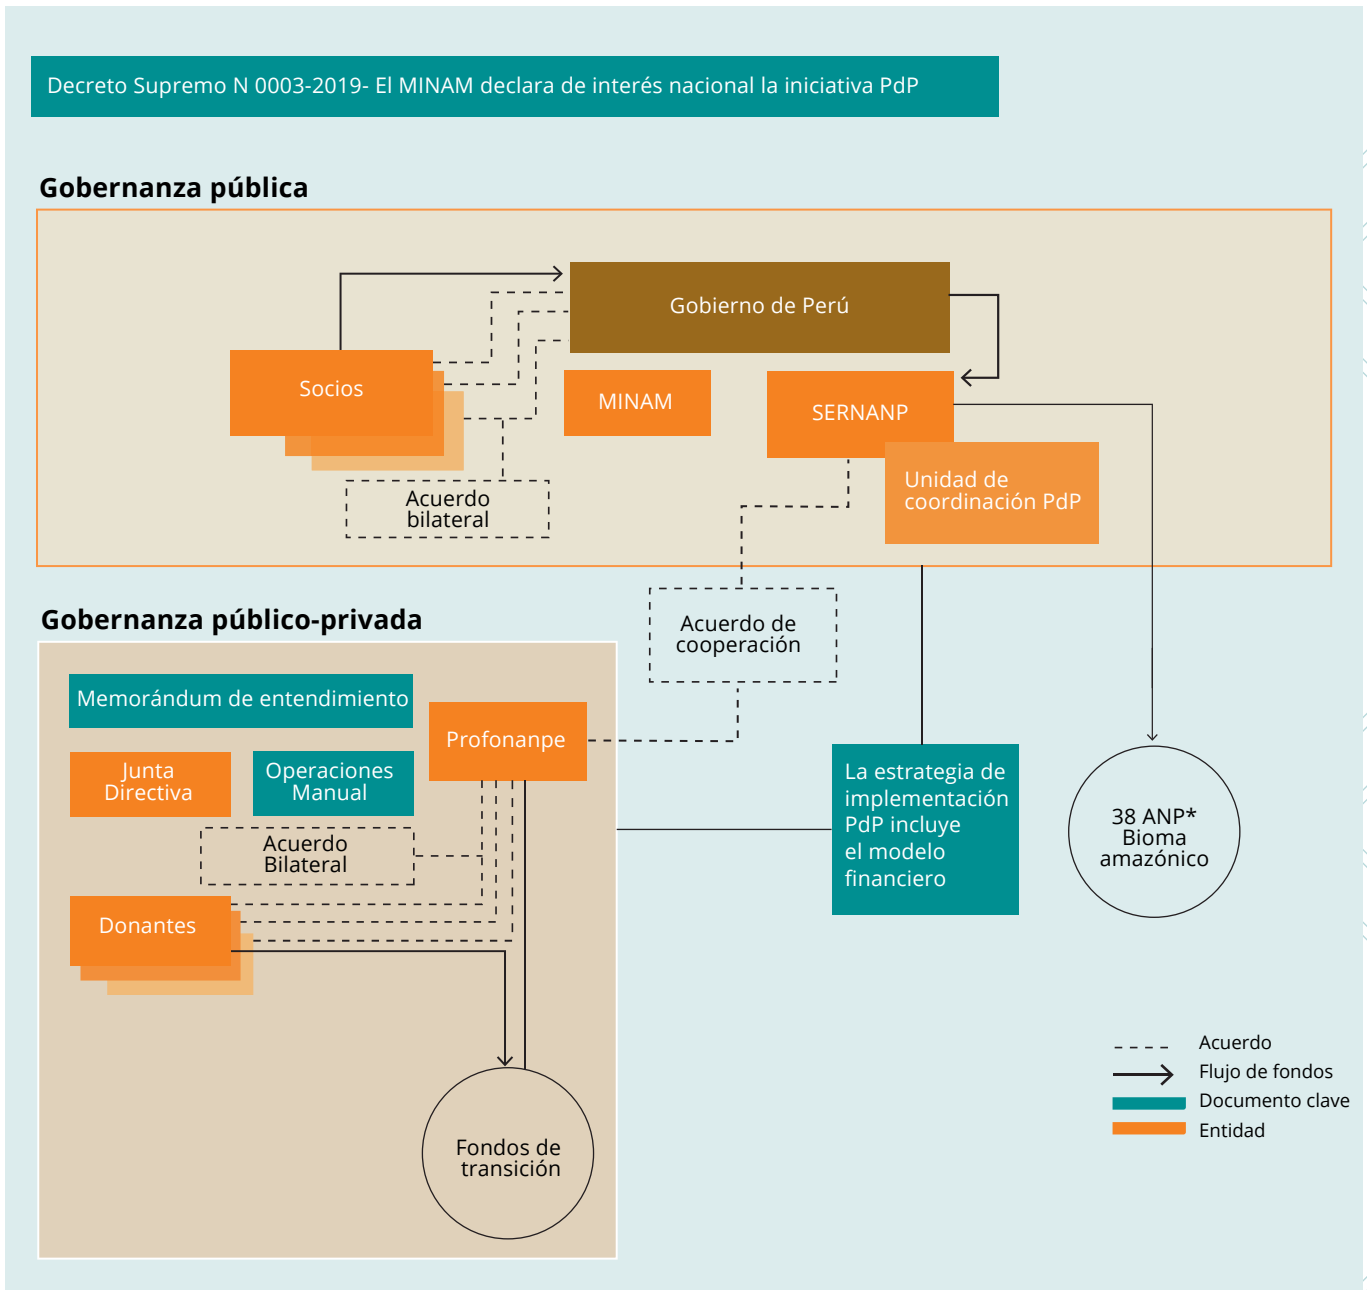 Decreto Supremo N 0003-2019- El MINAM declara de interés nacional la iniciativa PdP
Gobernanza pública
Gobierno de Perú
Socios
MINAM
SERNANP
Unidad de
coordinación PdP
Acuerdo
bilateral
Acuerdo de
cooperación
Gobernanza público-privada
Memorándum de entendimiento
Profonanpe
Junta
Directiva
Operaciones
Manual
Acuerdo
Bilateral
Donantes
Fondos de
transición
La estrategia de
implementación
PdP incluye
el modelo
financiero
38 ANP*
Bioma
amazónico
Acuerdo
Flujo de fondos
Documento clave
Entidad